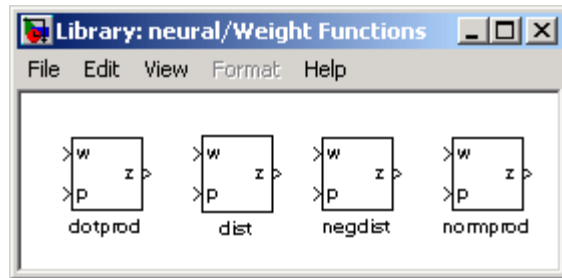 Library: neural/Weight Functions
File Edit View Format Help
w w w w
z z z z
p p p p
dotprod dist negdist normprod